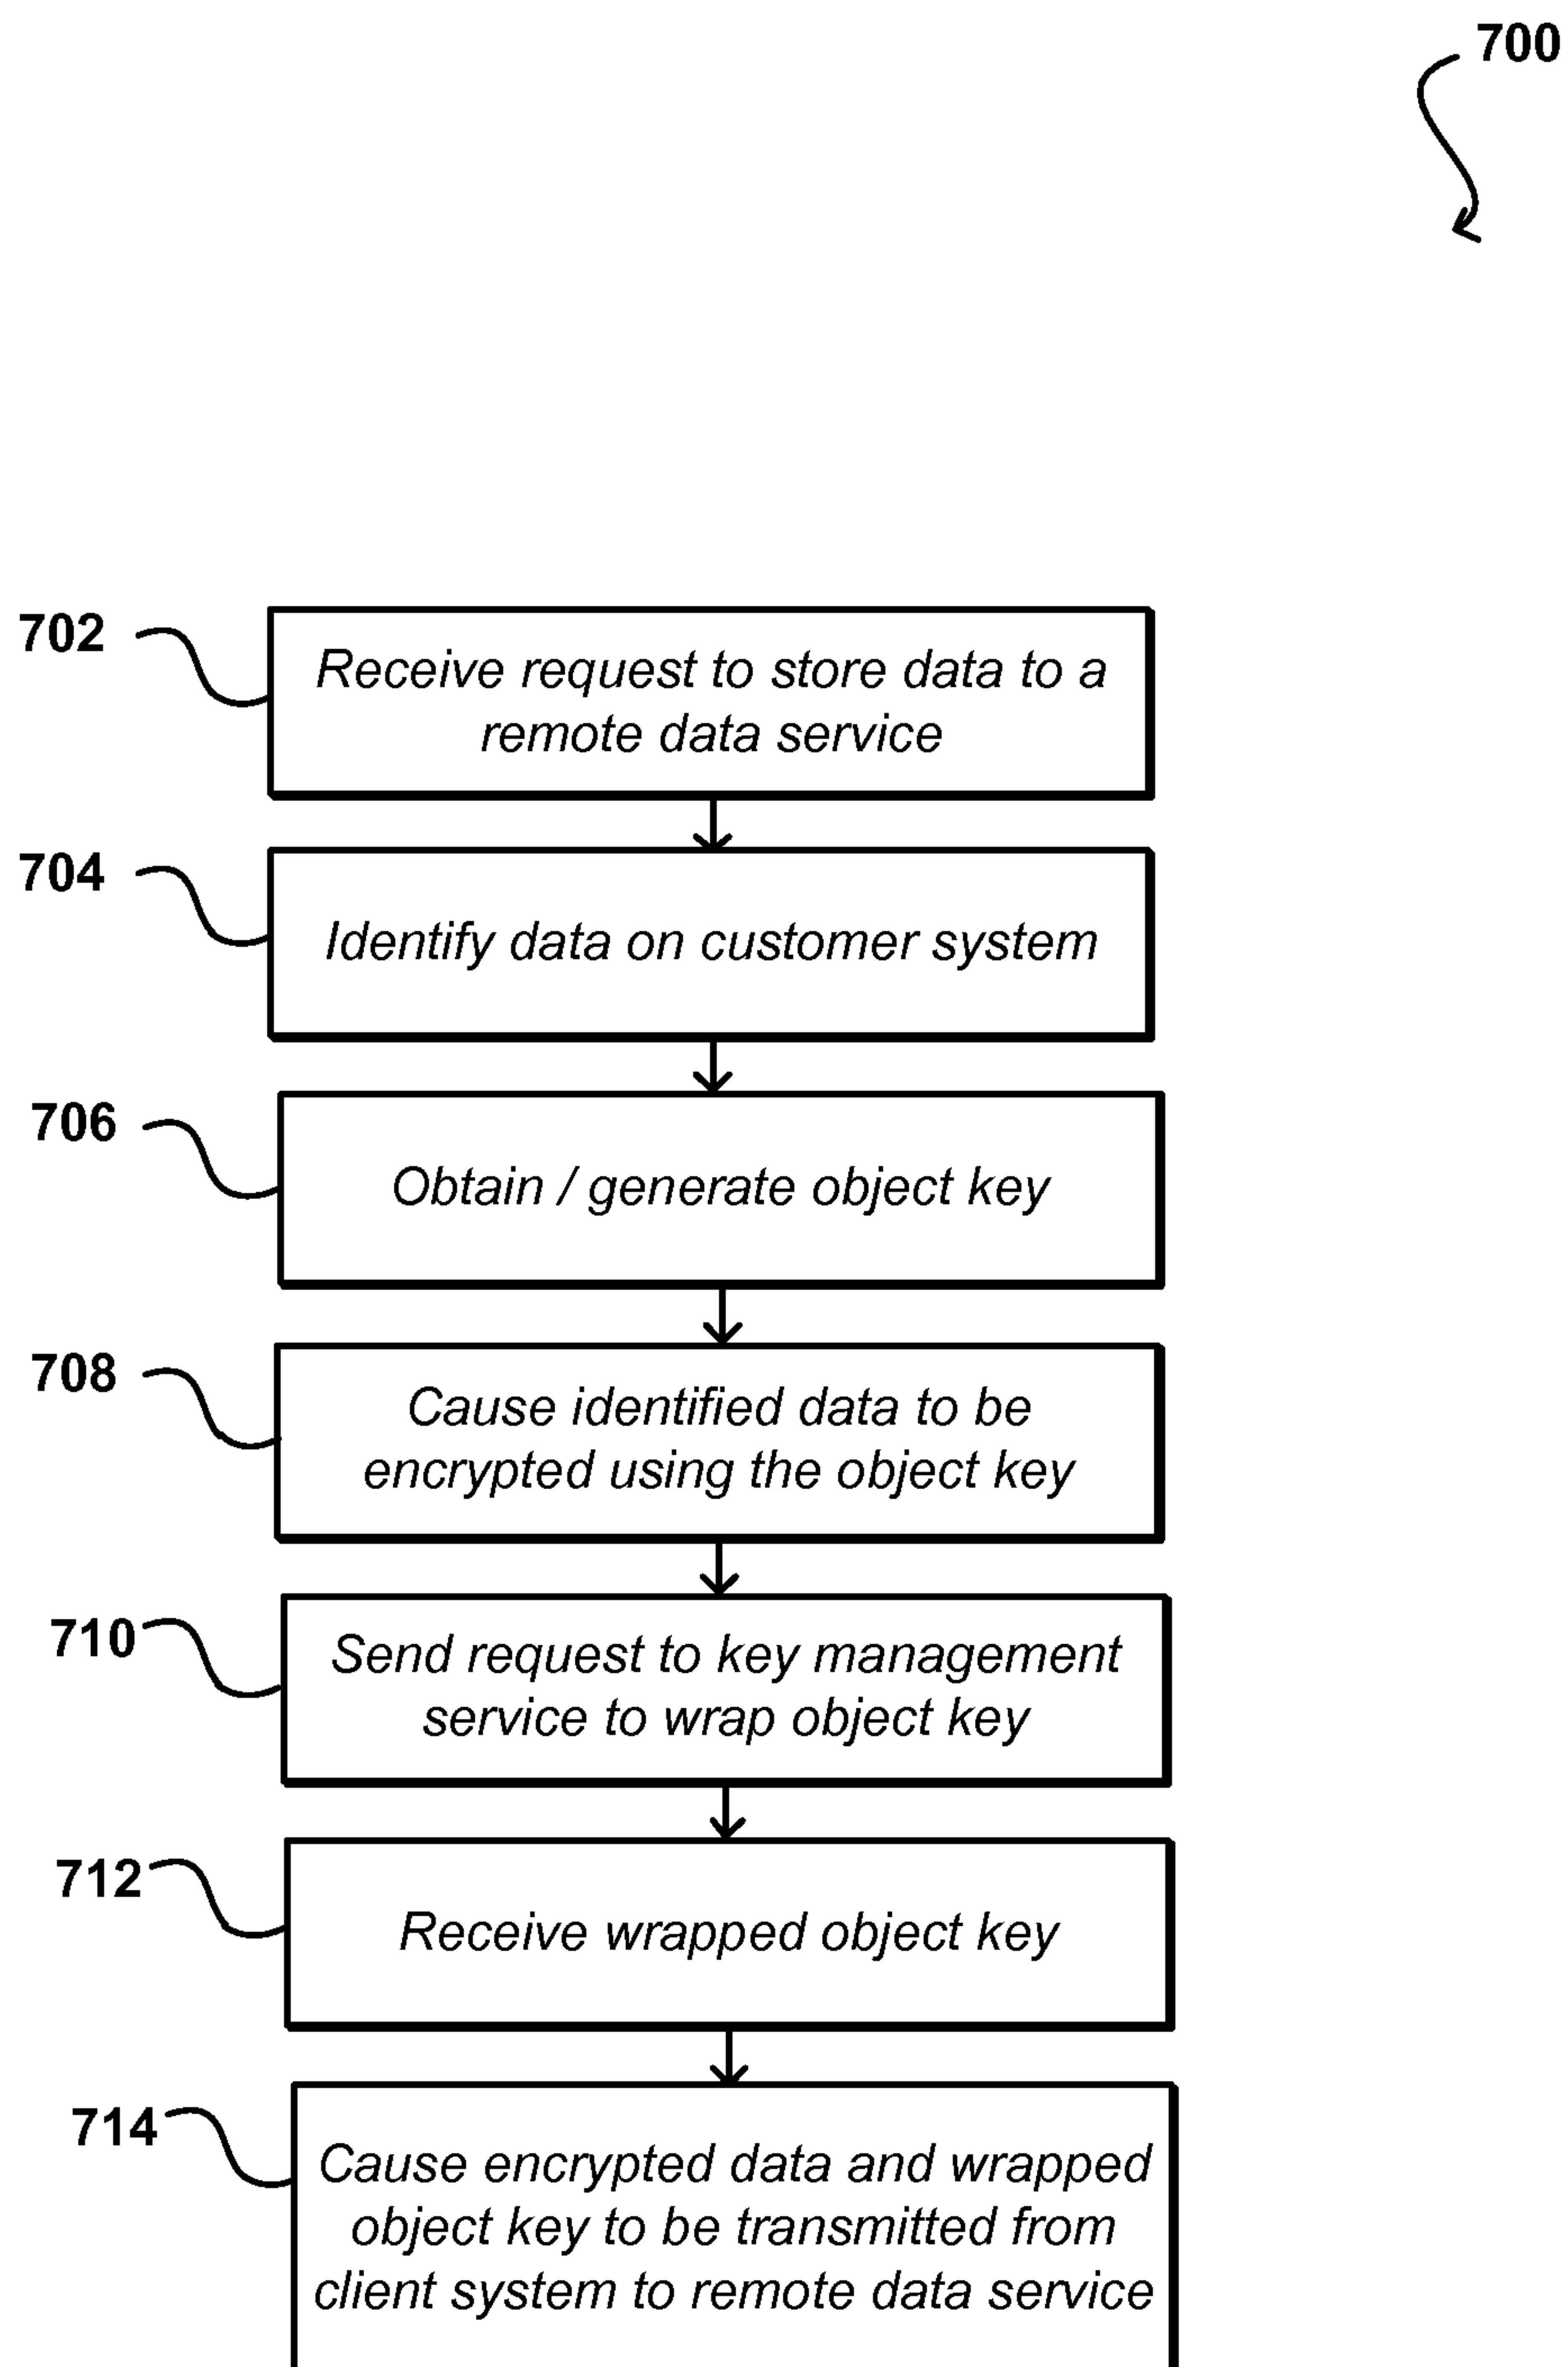 700
702
Receive request to store data to a
remote data service
704
Identify data on customer system
706
Obtain / generate object key
708
Cause identified data to be
encrypted using the object key
710
Send request to key management
service to wrap object key
712
Receive wrapped object key
714
Cause encrypted data and wrapped
object key to be transmitted from
client system to remote data service